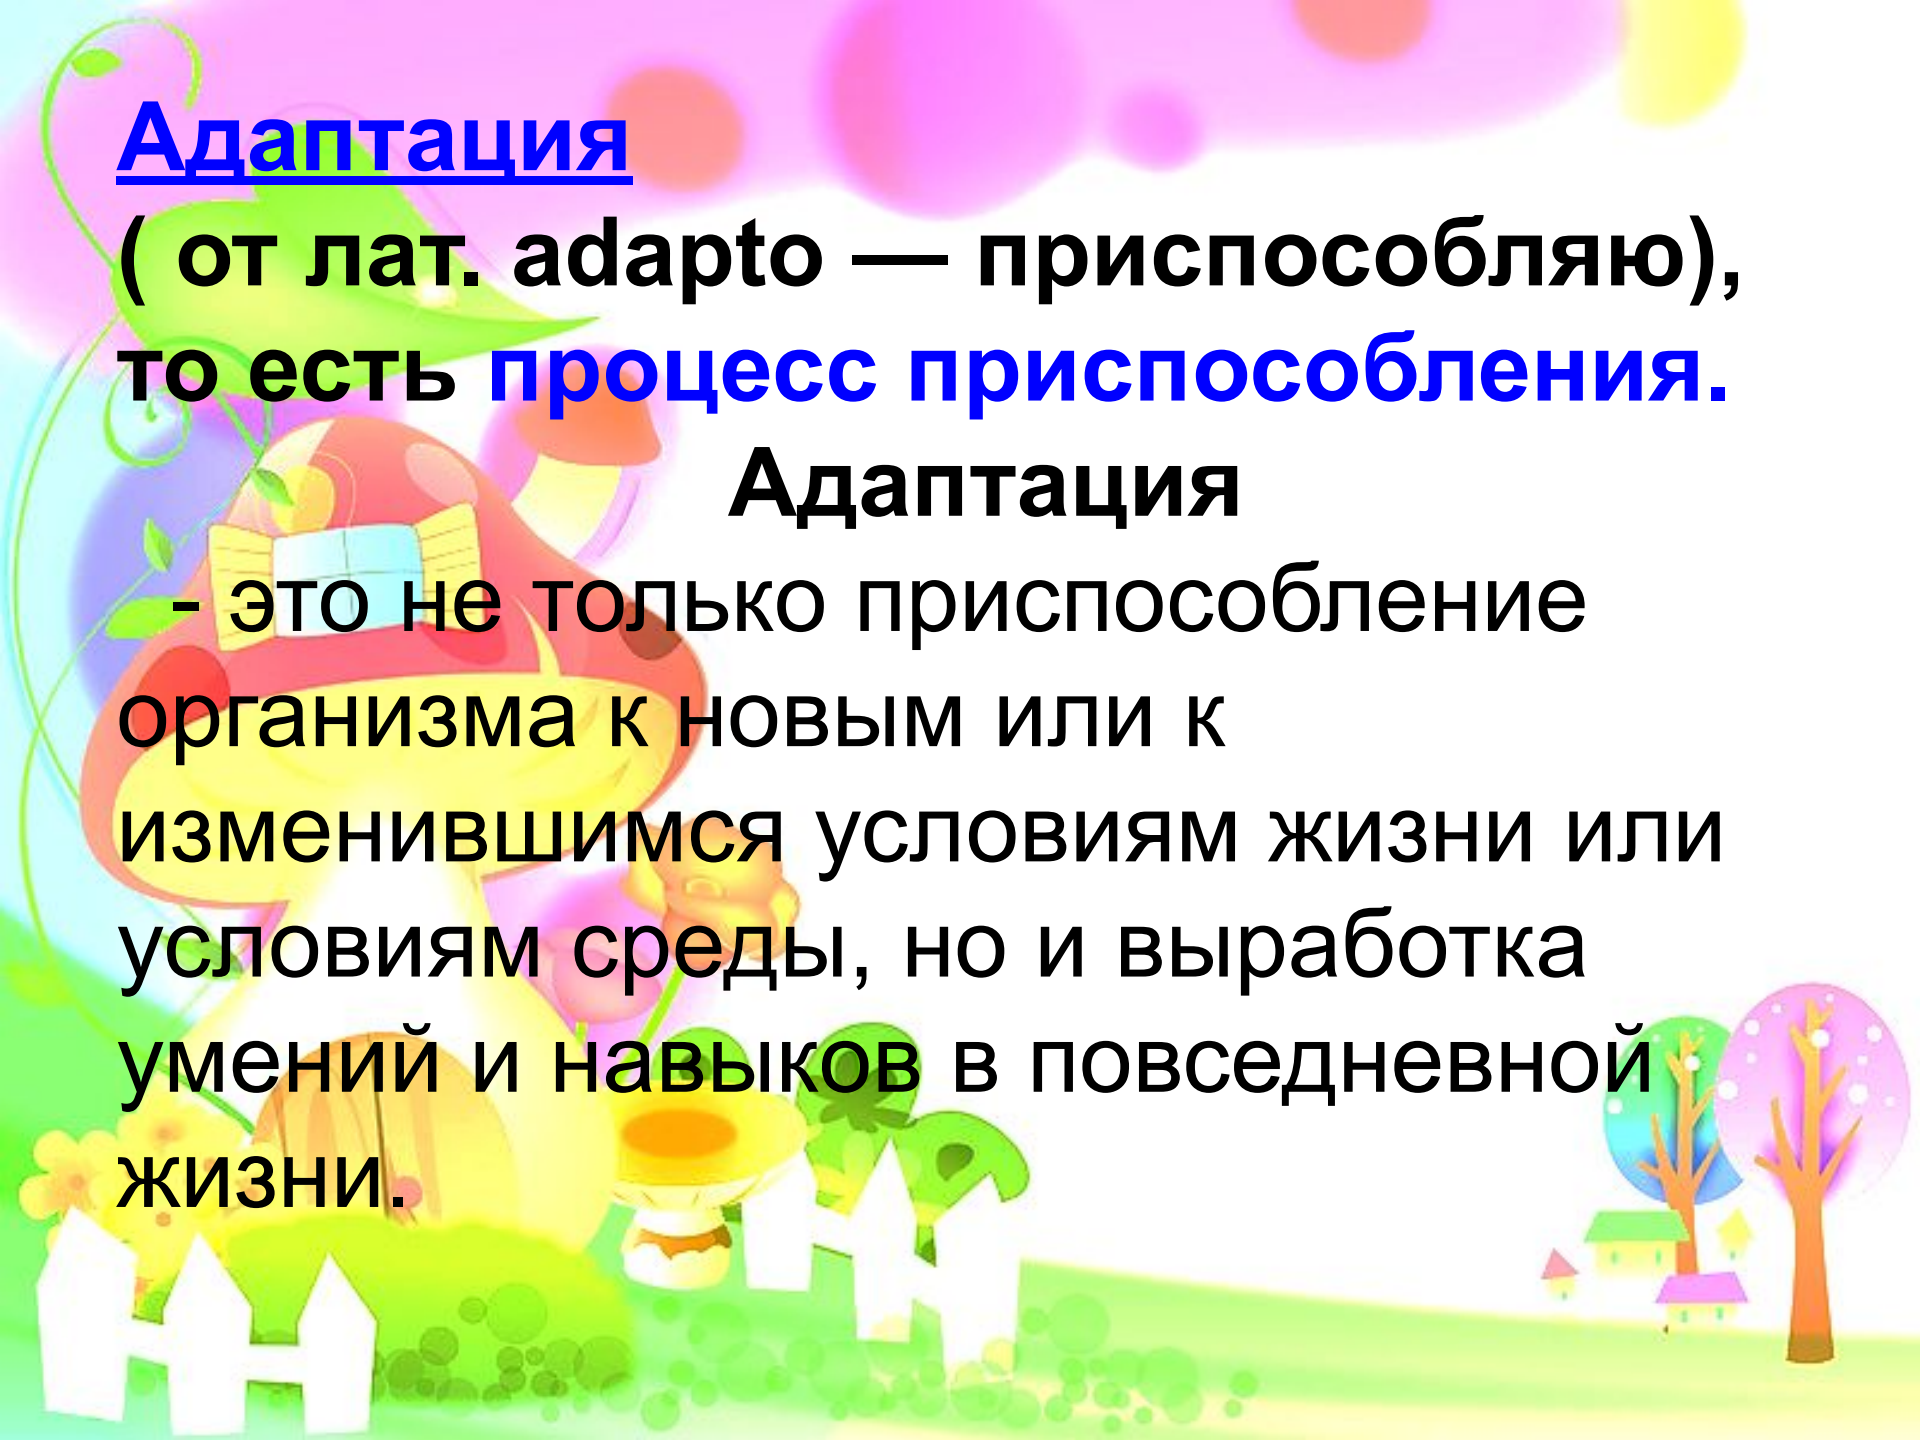 Адаптация
( от лат. adapto — приспособляю),
то есть процесс приспособления.
Адаптация
- это не только приспособление
организма к новым или к
изменившимся условиям жизни или
условиям среды, но и выработка
умений и навыков в повседневной
жизни.